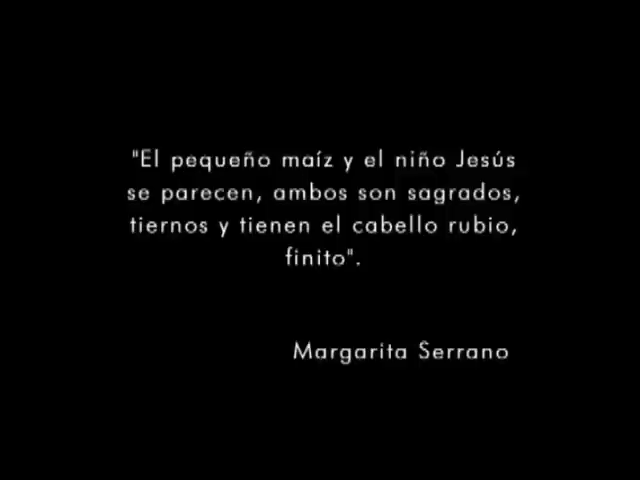 "El pequeño maíz y el niño Jesús
se parecen, ambos son sagrados,
tiernos y tienen el cabello rubio,
finito".
Margarita Serrano